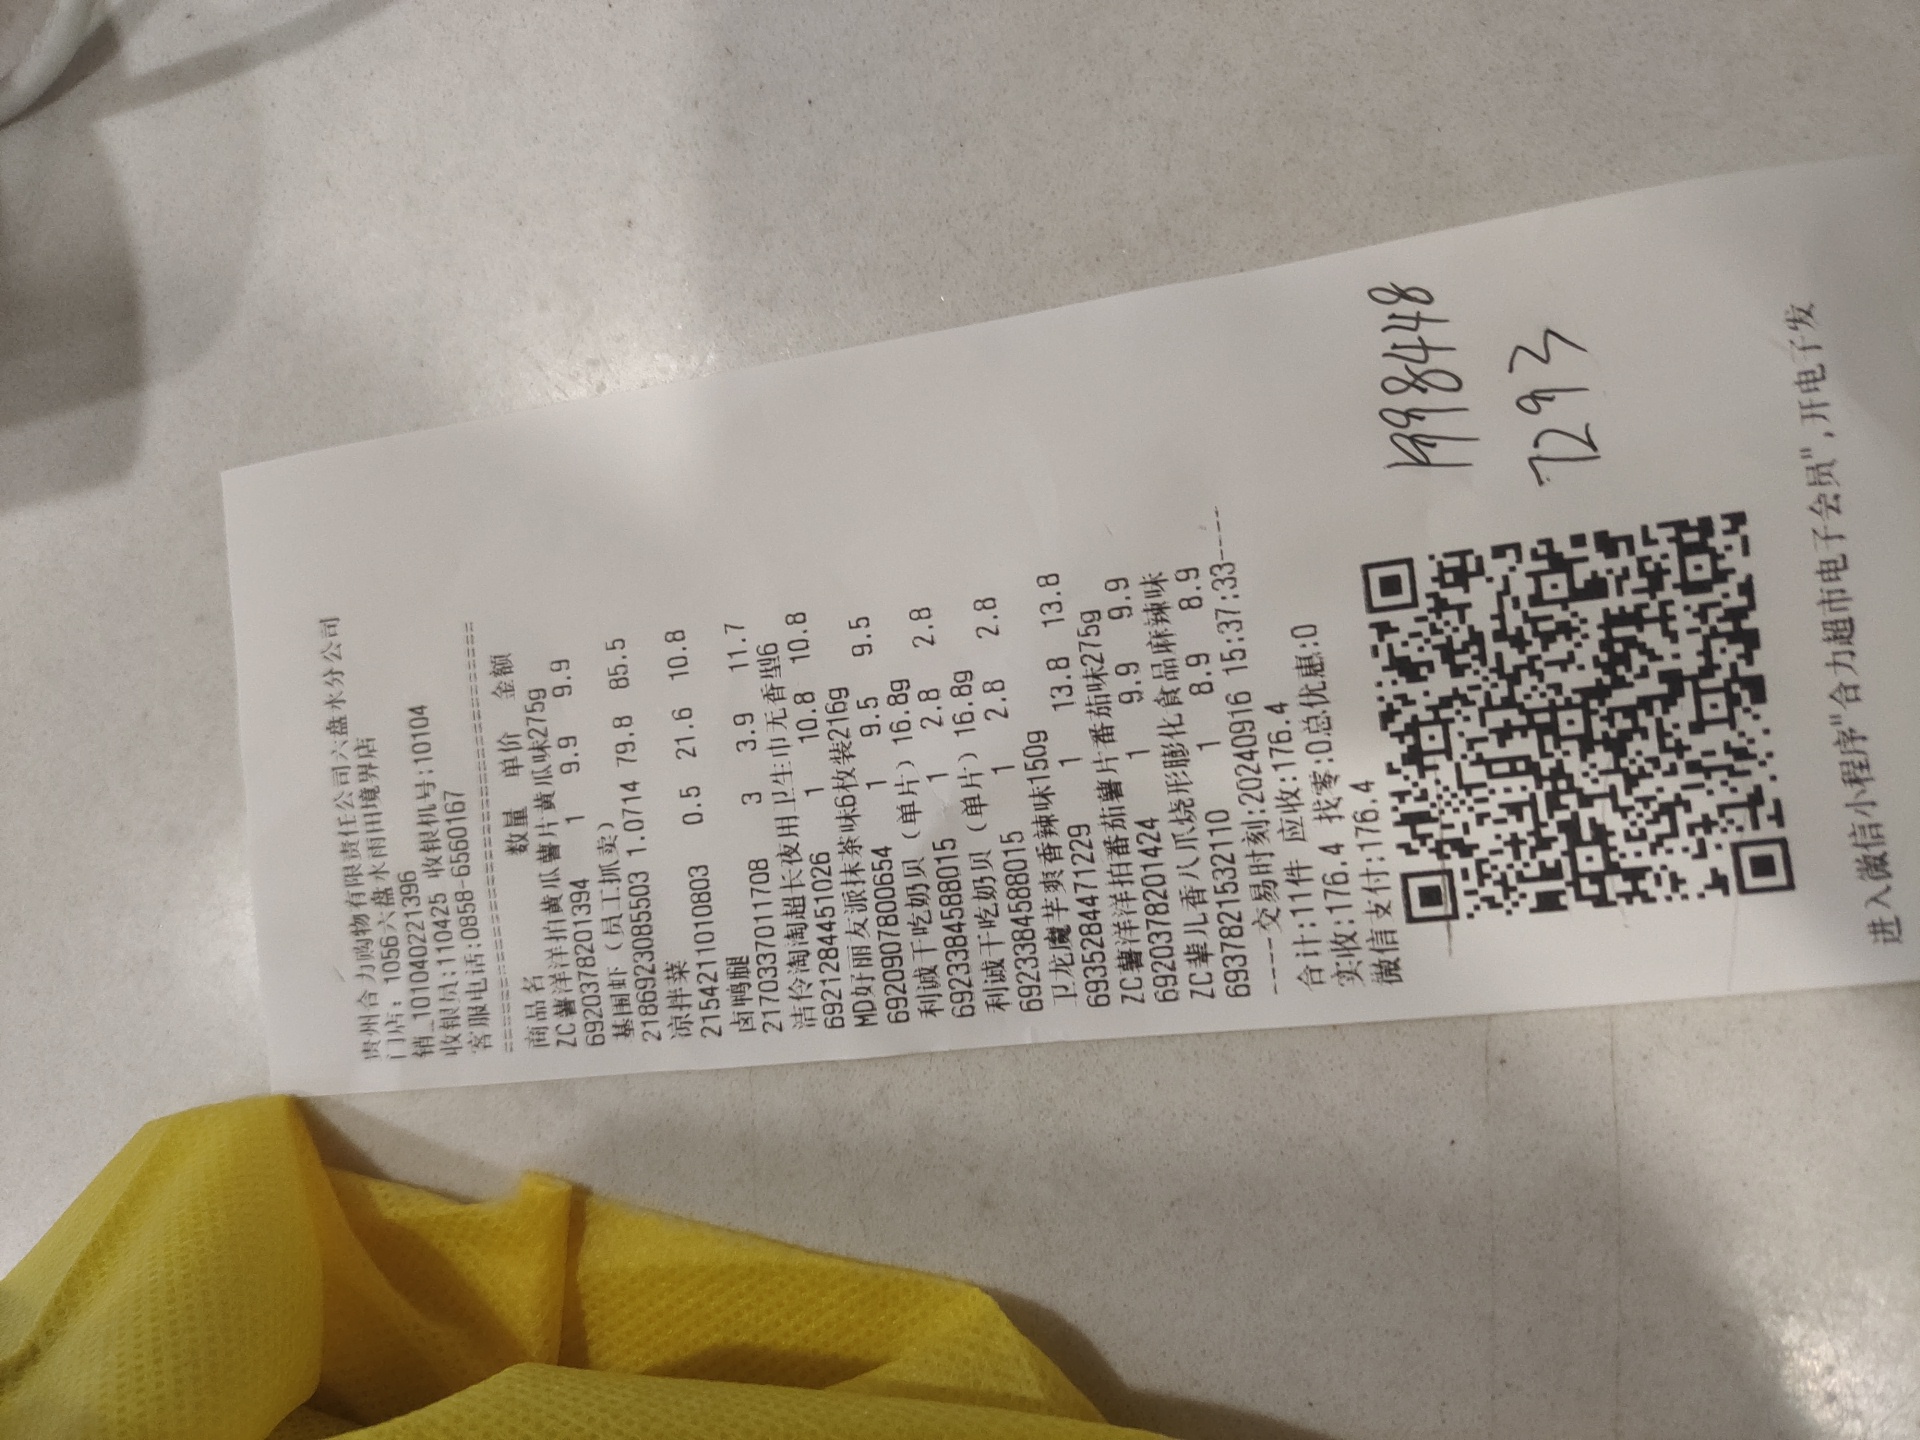 贵州合力购物有限责任公司六盘水分公司
门店: 1056六盘水雨田境界店
销_101040221396
收银员:110425 收银机号:10104
客服电话:0858-6560167
================================
商品名 数量 单价 金额
ZC薯洋洋拍黄瓜薯片黄瓜味275g
6920378201394 1 9.9 9.9
基围虾（员工抓卖）
2186923085503 1.0714 79.8 85.5
凉拌菜
2154211010803 0.5 21.6 10.8
卤鸭腿
2170337011708 3 3.9 11.7
洁伶淘淘超长夜用卫生巾无香型6
6921284451026 1 10.8 10.8
MD好丽友派抹茶味6枚装216g
6920907800654 1 9.5 9.5
利诚干吃奶贝（单片）16.8g
6923384588015 1 2.8 2.8
利诚干吃奶贝（单片）16.8g
6923384588015 1 2.8 2.8
卫龙魔芋爽香辣味150g
6935284471229 1 13.8 13.8
ZC薯洋洋拍番茄薯片番茄味275g
6920378201424 1 9.9 9.9
ZC辈儿香八爪烧形膨化食品麻辣味
6937821532110 1 8.9 8.9
-----交易时刻:20240916 15:37:33----
合计:11件 应收:176.4
实收:176.4 找零:0总优惠:0
微信支付:176.4
1998448
7293
进入微信小程序"合力超市电子会员",开电子发